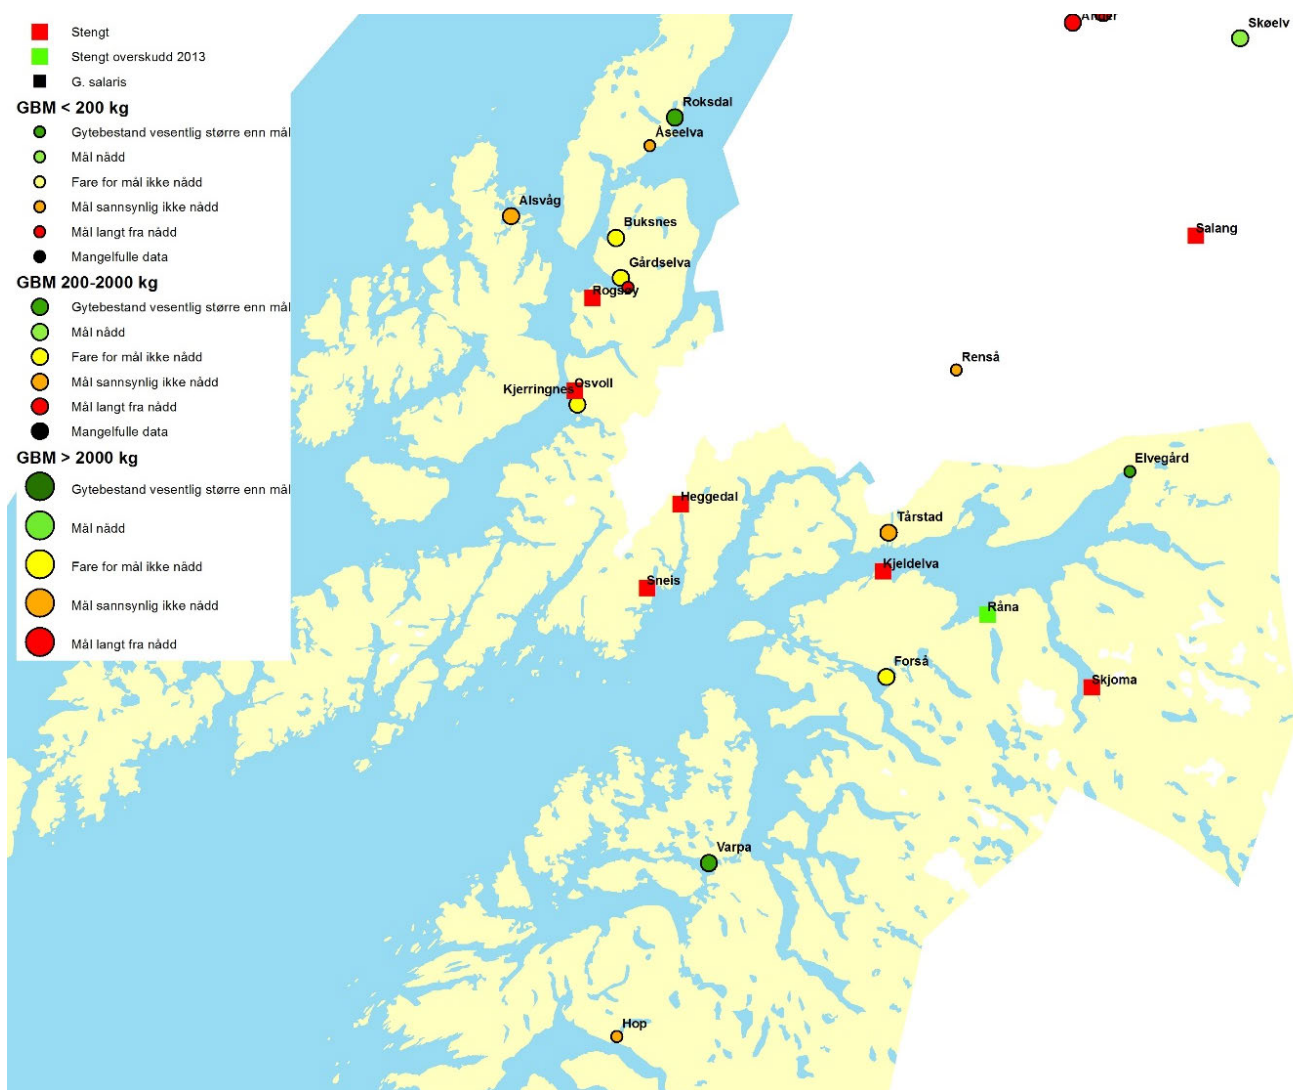 Stengt
Stengt overskudd 2013
G. salaris
GBM < 200 kg
Gytebestand vesentlig større enn mål
Mål nådd
Fare for mål ikke nådd
Mål sannsynlig ikke nådd
Mål langt fra nådd
Mangelfulle data
GBM 200-2000 kg
Gytebestand vesentlig større enn mål
Mål nådd
Fare for mål ikke nådd
Mål sannsynlig ikke nådd
Mål langt fra nådd
Mangelfulle data
GBM > 2000 kg
Gytebestand vesentlig større enn mål
Mål nådd
Fare for mål ikke nådd
Mål sannsynlig ikke nådd
Mål langt fra nådd
Skøelv
Roksdal
Åseelva
Alsvåg
Buksnes
Salang
Gårdselva
Rogsøy
Renså
Osvoll
Kjerringnes
Elvegård
Heggedal
Tårstad
Kjeldelva
Sneis
Råna
Forså
Skjoma
Varpa
Hop